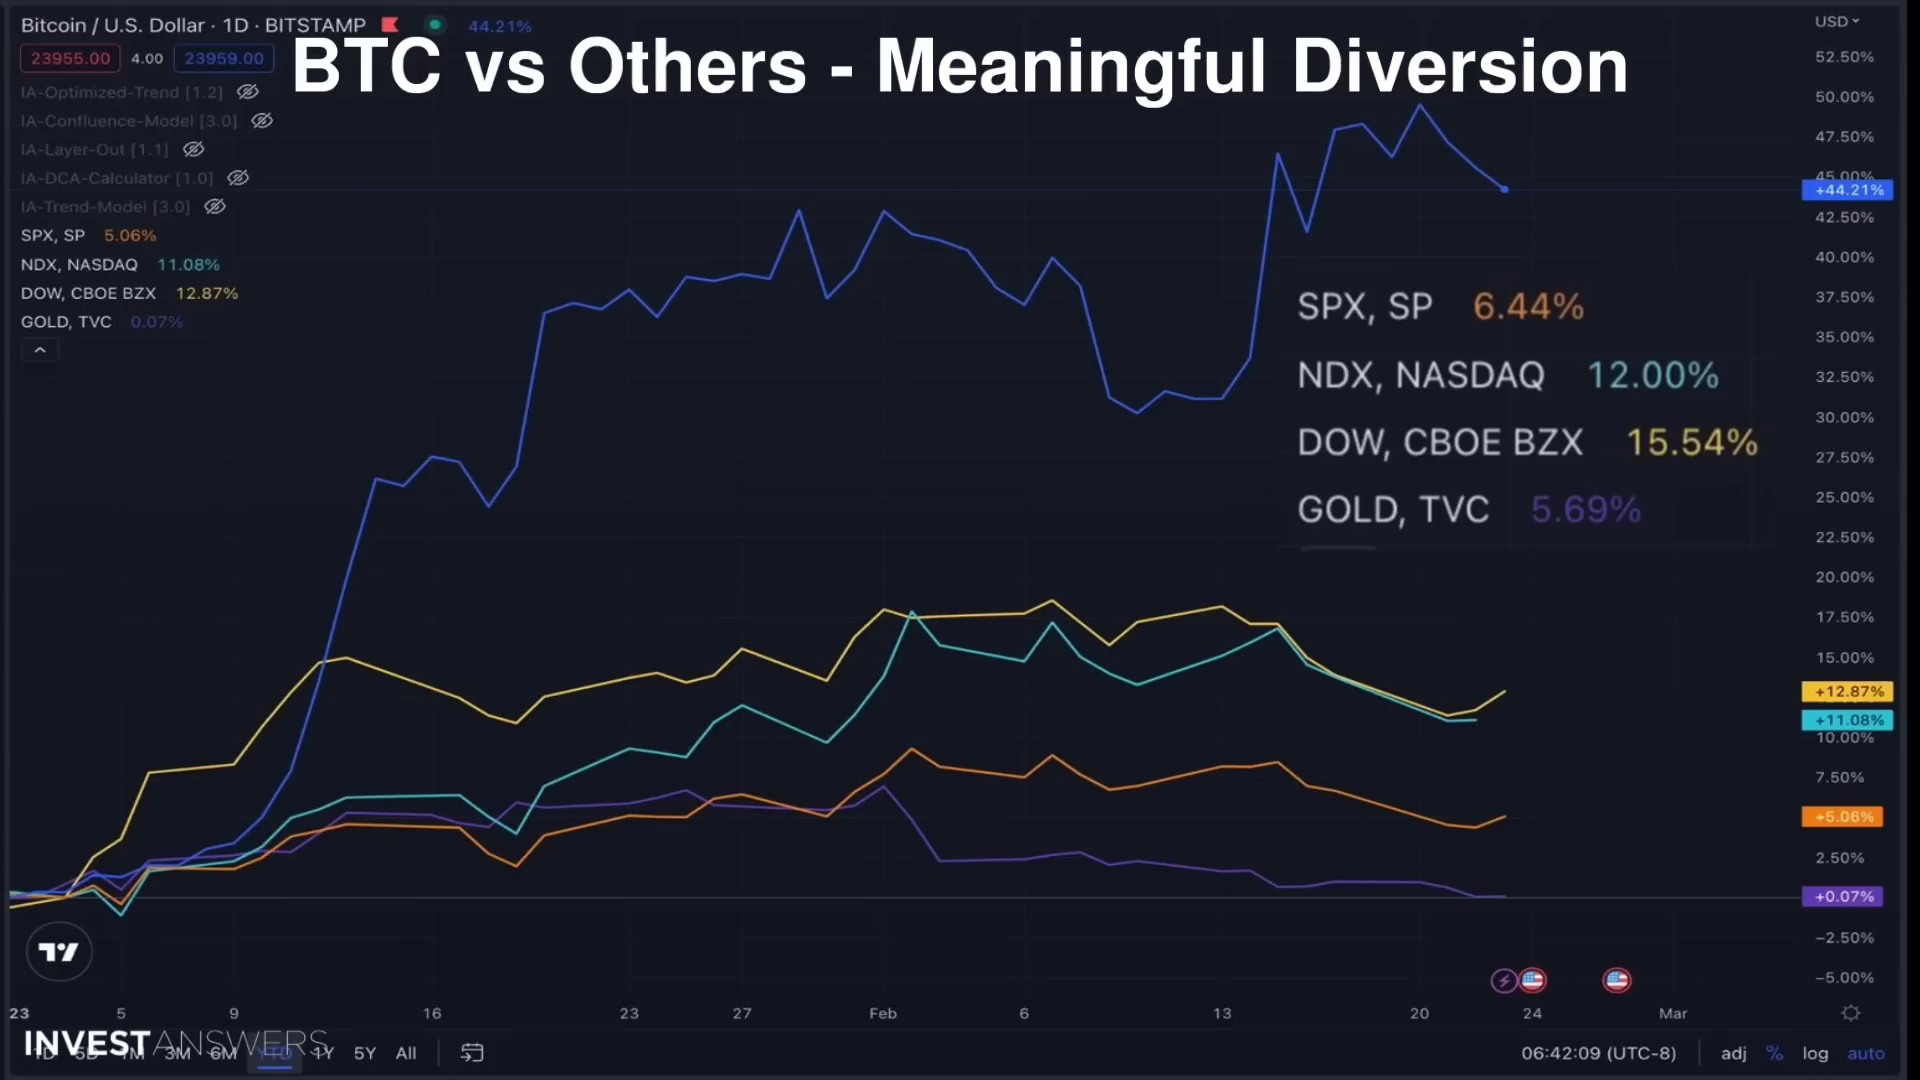 Bitcoin / U.S. Dollar · 1D · BITSTAMP 44.21%
USD
BTC vs Others - Meaningful Diversion
23955.00 4.00 23959.00
IA-Optimized-Trend [1.2]
IA-Confluence-Model [3.0]
IA-Layer-Out [1.1]
IA-DCA-Calculator [1.0]
IA-Trend-Model [3.0]
SPX, SP 5.06%
NDX, NASDAQ 11.08%
DOW, CBOE BZX 12.87%
GOLD, TVC 0.07%
SPX, SP 6.44%
NDX, NASDAQ 12.00%
DOW, CBOE BZX 15.54%
GOLD, TVC 5.69%
52.50%
50.00%
47.50%
45.00%
+44.21%
42.50%
40.00%
37.50%
35.00%
32.50%
30.00%
27.50%
25.00%
22.50%
20.00%
17.50%
15.00%
+12.87%
+11.08%
10.00%
7.50%
+5.06%
2.50%
+0.07%
−2.50%
−5.00%
23 5 9 16 23 27 Feb 6 13 20 24 Mar
INVESTANSWERS
1D 5D 1M 3M 6M YTD 1Y 5Y All
06:42:09 (UTC-8) adj % log auto